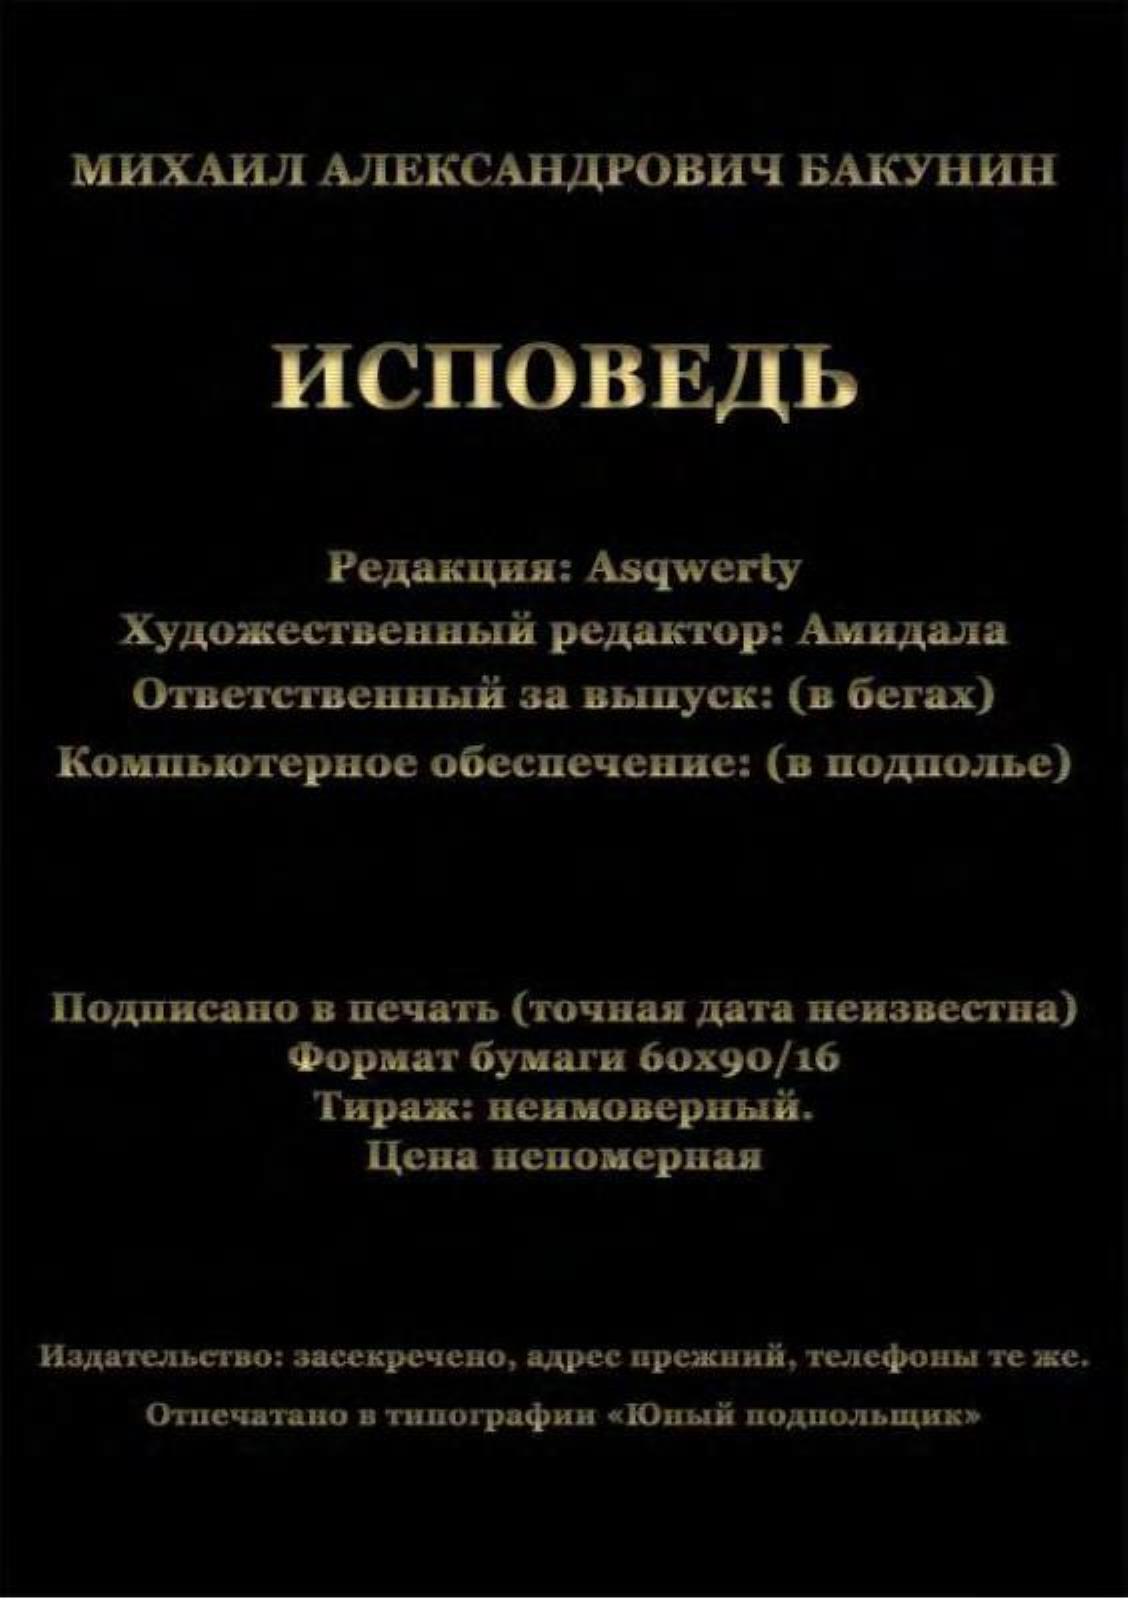 МИХАИЛ АЛЕКСАНДРОВИЧ БАКУНИН
ИСПОВЕДЬ
Редакция: Asqwerty
Художественный редактор: Амидала
Ответственный за выпуск: (в бегах)
Компьютерное обеспечение: (в подполье)
Подписано в печать (точная дата неизвестна)
Формат бумаги 60х90/16
Тираж: неимоверный.
Цена непомерная
Издательство: засекречено, адрес прежний, телефоны те же.
Отпечатано в типографии «Юный подпольщик»